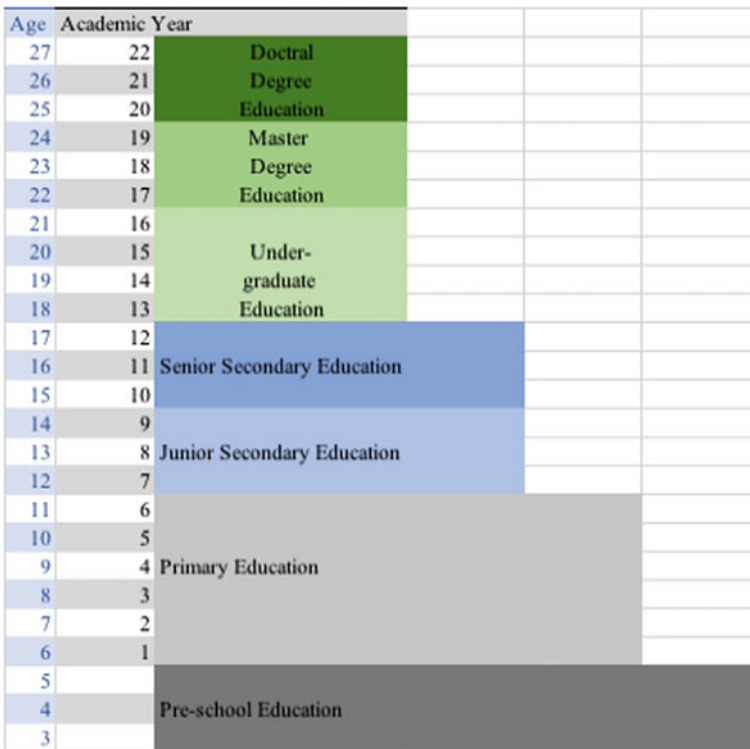 Age Academic Year
27 22 Doctral
26 21 Degree
25 20 Education
24 19 Master
23 18 Degree
22 17 Education
21 16
20 15 Under-
19 14 graduate
18 13 Education
17 12
16 11 Senior Secondary Education
15 10
14 9
13 8 Junior Secondary Education
12 7
11 6
10 5
9 4 Primary Education
8 3
7 2
6 1
5
4 Pre-school Education
3